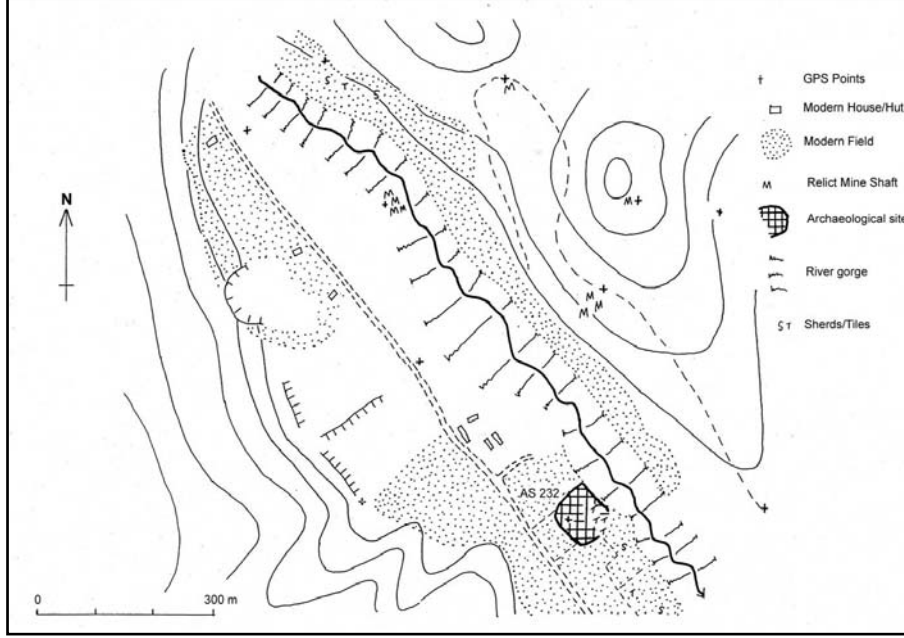 GPS Points
Modern House/Hut
Modern Field
M Relict Mine Shaft
Archaeological site
River gorge
S T Sherds/Tiles
N
S T S
M
M
M
M
M M
M
M
M M
M
AS 232
S
T
S
0 300 m